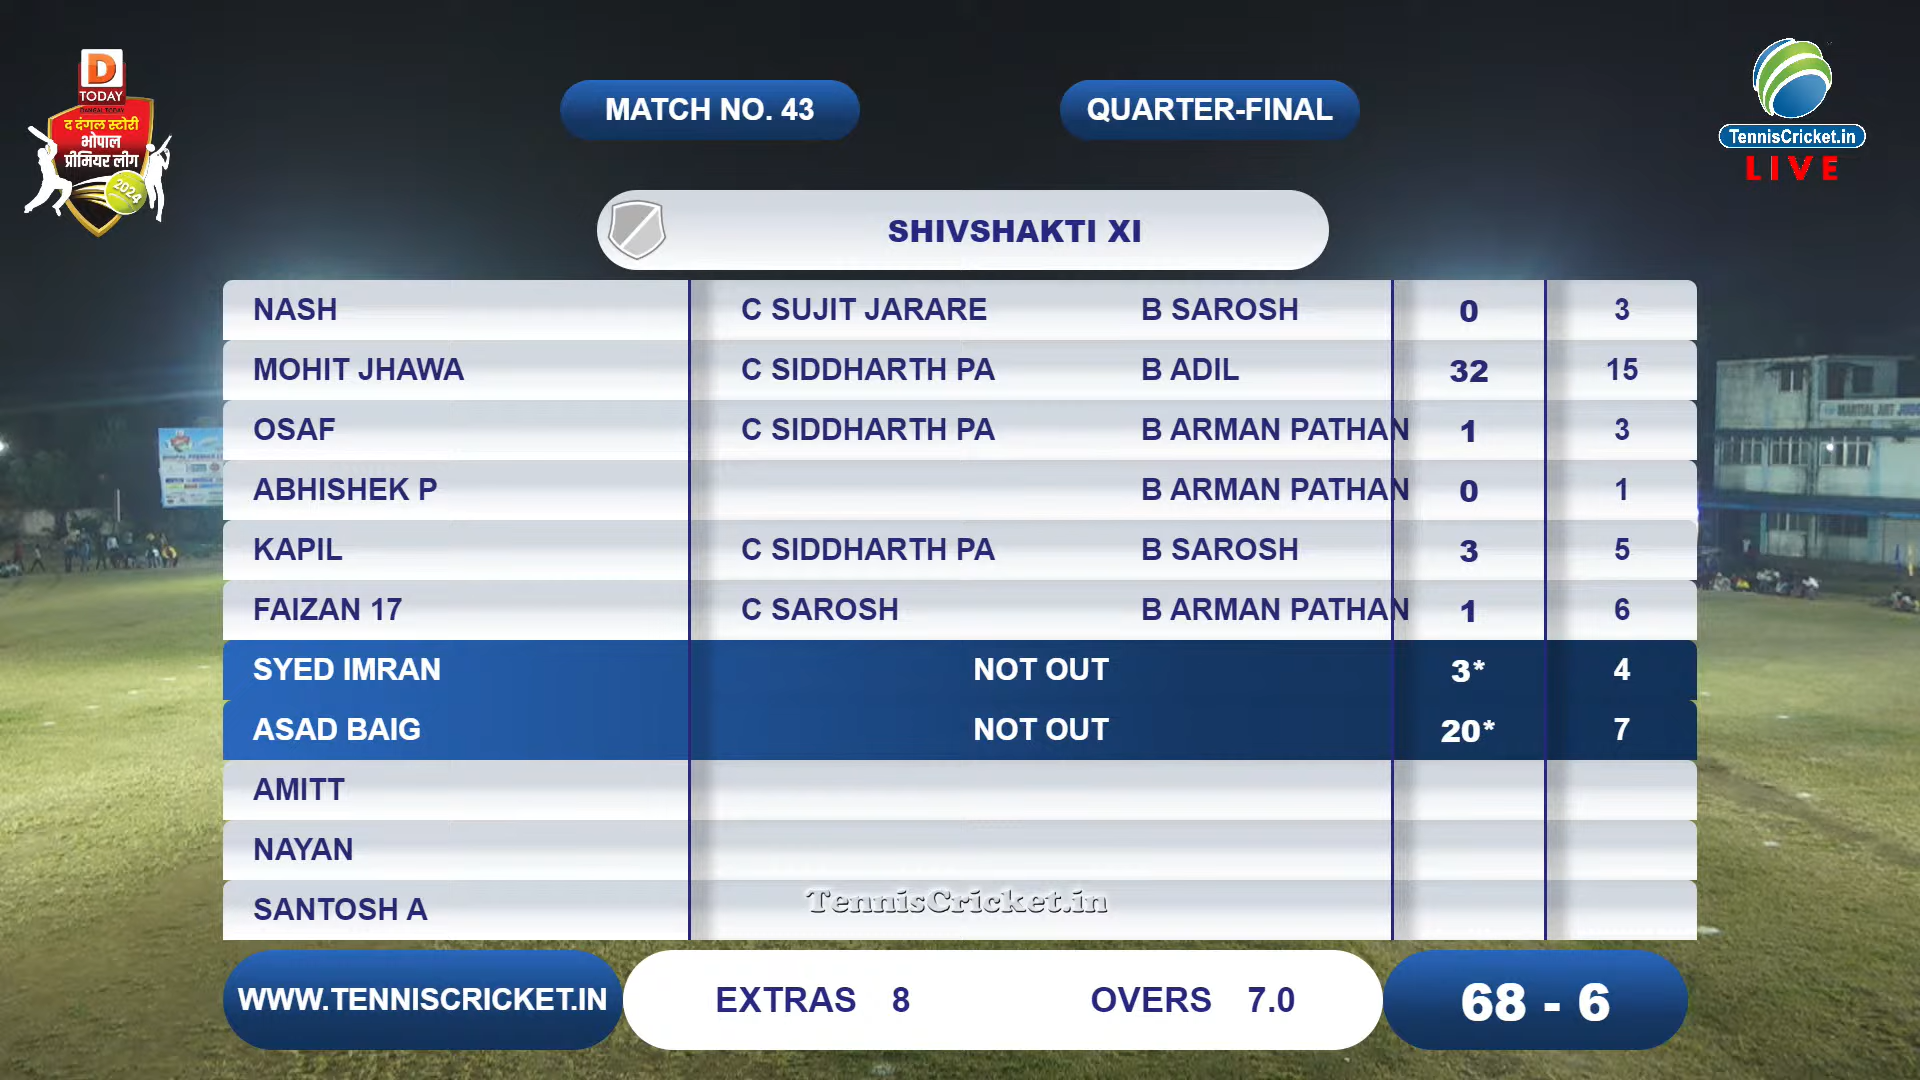 D
TODAY
द दंगल स्टोरी
भोपाल
प्रीमियर लीग
2024
MATCH NO. 43
QUARTER-FINAL
TennisCricket.in
LIVE
SHIVSHAKTI XI
NASH C SUJIT JARARE B SAROSH 0 3
MOHIT JHAWA C SIDDHARTH PA B ADIL 32 15
OSAF C SIDDHARTH PA B ARMAN PATHAN 1 3
ABHISHEK P B ARMAN PATHAN 0 1
KAPIL C SIDDHARTH PA B SAROSH 3 5
FAIZAN 17 C SAROSH B ARMAN PATHAN 1 6
SYED IMRAN NOT OUT 3* 4
ASAD BAIG NOT OUT 20* 7
AMITT
NAYAN
SANTOSH A
TennisCricket.in
WWW.TENNISCRICKET.IN EXTRAS 8 OVERS 7.0 68 - 6
MARTIAL ART